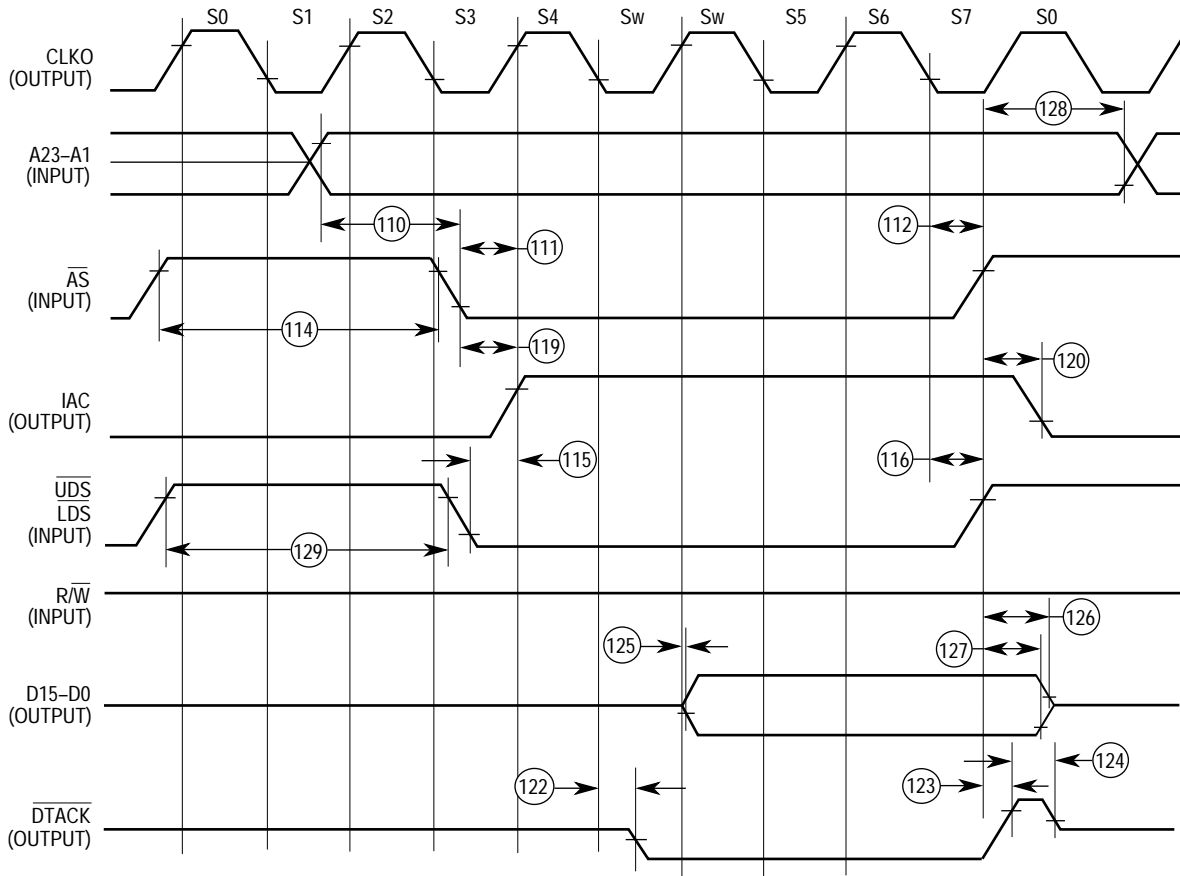 S0 S1 S2 S3 S4 Sw Sw S5 S6 S7 S0
CLKO
(OUTPUT)
128
A23–A1
(INPUT)
110
112
111
AS
(INPUT)
114
119
120
IAC
(OUTPUT)
115
116
UDS
LDS
(INPUT)
129
R/W
(INPUT)
126
125
127
D15–D0
(OUTPUT)
124
122
123
DTACK
(OUTPUT)